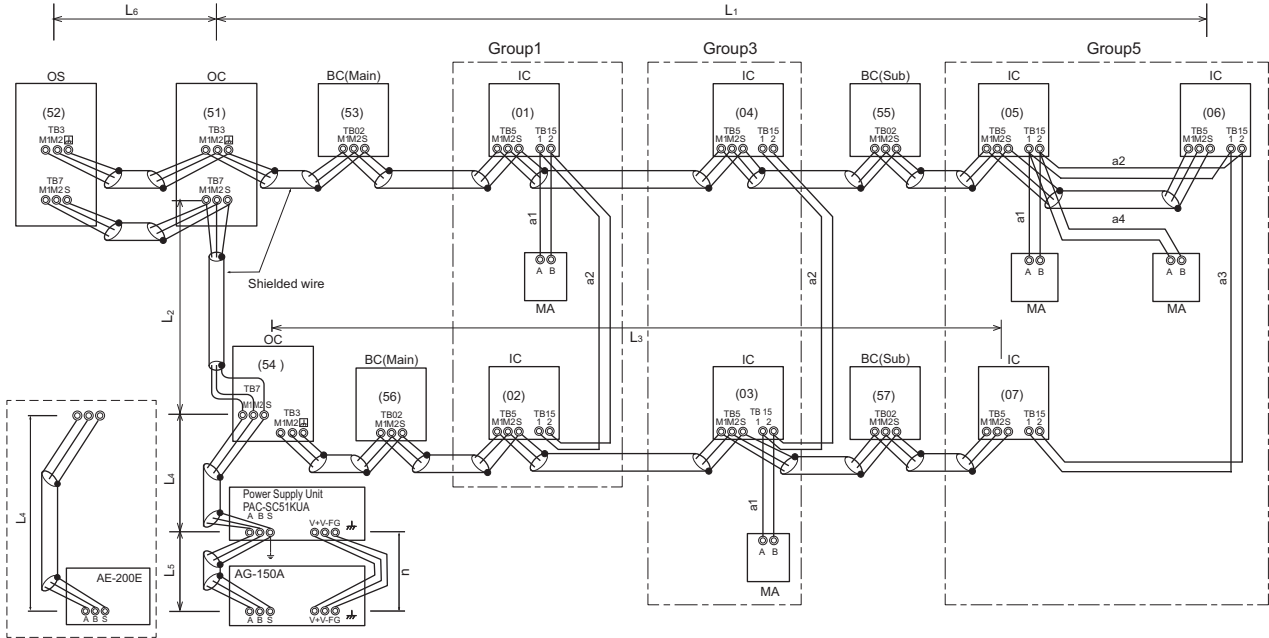 L6
L1
Group1
Group3
Group5
OS
OC
BC(Main)
IC
IC
BC(Sub)
IC
IC
(52)
(51)
(53)
(01)
(04)
(55)
(05)
(06)
TB3
M1M2
TB3
M1M2
TB02
M1M2S
TB5
M1M2S
TB15
1 2
TB5
M1M2S
TB15
1 2
TB02
M1M2S
TB5
M1M2S
TB15
1 2
TB5
M1M2S
TB15
1 2
TB7
M1M2S
TB7
M1M2S
a2
a1
a1
a4
a2
a2
a3
A B
MA
A B
MA
A B
MA
Shielded wire
L2
L3
OC
BC(Main)
IC
IC
BC(Sub)
IC
(54 )
(56)
(02)
(03)
(57)
(07)
TB7
M1M2S
TB3
M1M2
TB02
M1M2S
TB5
M1M2S
TB15
1 2
TB5
M1M2S
TB 15
1 2
TB02
M1M2S
TB5
M1M2S
TB15
1 2
a1
A B
MA
L4
L4
Power Supply Unit
PAC-SC51KUA
A B S
V+V-FG
L5
n
AG-150A
A B S
V+V-FG
AE-200E
A B S